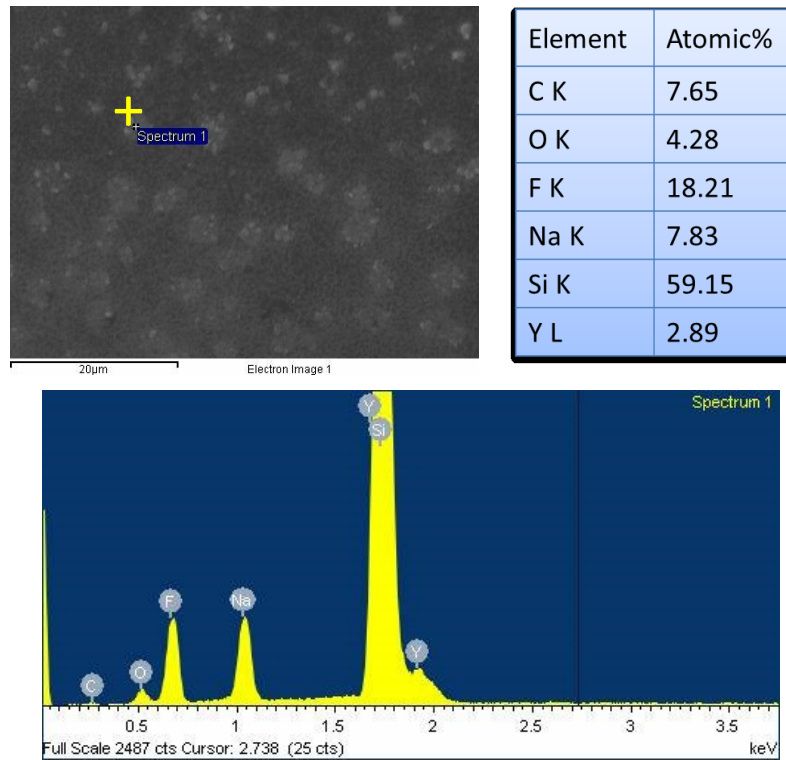 Spectrum 1
20µm
Electron Image 1
Element Atomic%
C K 7.65
O K 4.28
F K 18.21
Na K 7.83
Si K 59.15
Y L 2.89
Spectrum 1
Y
Si
F
Na
Y
O
C
0.5 1 1.5 2 2.5 3 3.5
Full Scale 2487 cts Cursor: 2.738 (25 cts) keV